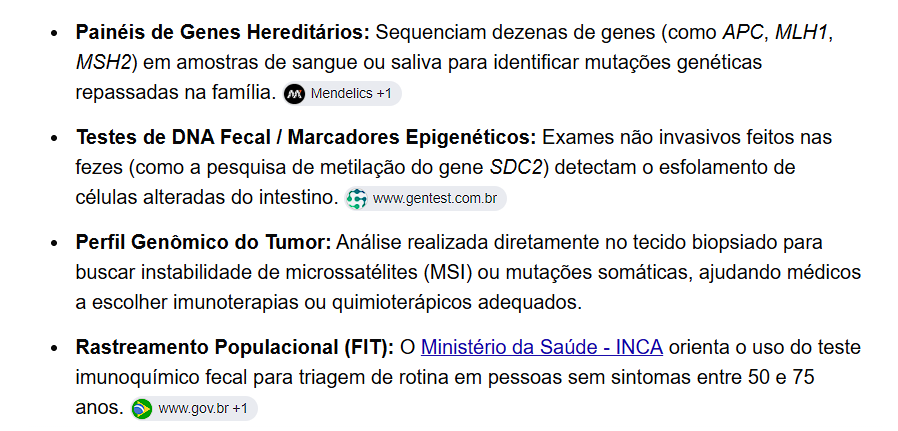 • Painéis de Genes Hereditários: Sequenciam dezenas de genes (como APC, MLH1,
MSH2) em amostras de sangue ou saliva para identificar mutações genéticas
repassadas na família. Mendelics +1
• Testes de DNA Fecal / Marcadores Epigenéticos: Exames não invasivos feitos nas
fezes (como a pesquisa de metilação do gene SDC2) detectam o esfolamento de
células alteradas do intestino. www.gentest.com.br
• Perfil Genômico do Tumor: Análise realizada diretamente no tecido biopsiado para
buscar instabilidade de microssatélites (MSI) ou mutações somáticas, ajudando médicos
a escolher imunoterapias ou quimioterápicos adequados.
• Rastreamento Populacional (FIT): O Ministério da Saúde - INCA orienta o uso do teste
imunoquímico fecal para triagem de rotina em pessoas sem sintomas entre 50 e 75
anos. www.gov.br +1